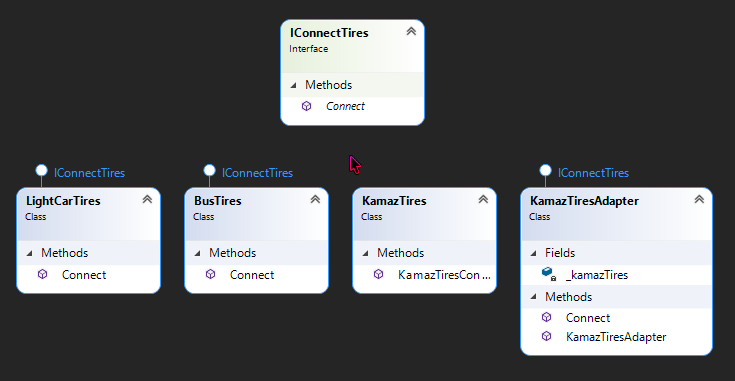 IConnectTires
Interface
Methods
Connect
IConnectTires
IConnectTires
IConnectTires
LightCarTires
Class
Methods
Connect
BusTires
Class
Methods
Connect
KamazTires
Class
Methods
KamazTiresCon ...
KamazTiresAdapter
Class
Fields
_kamazTires
Methods
Connect
KamazTiresAdapter